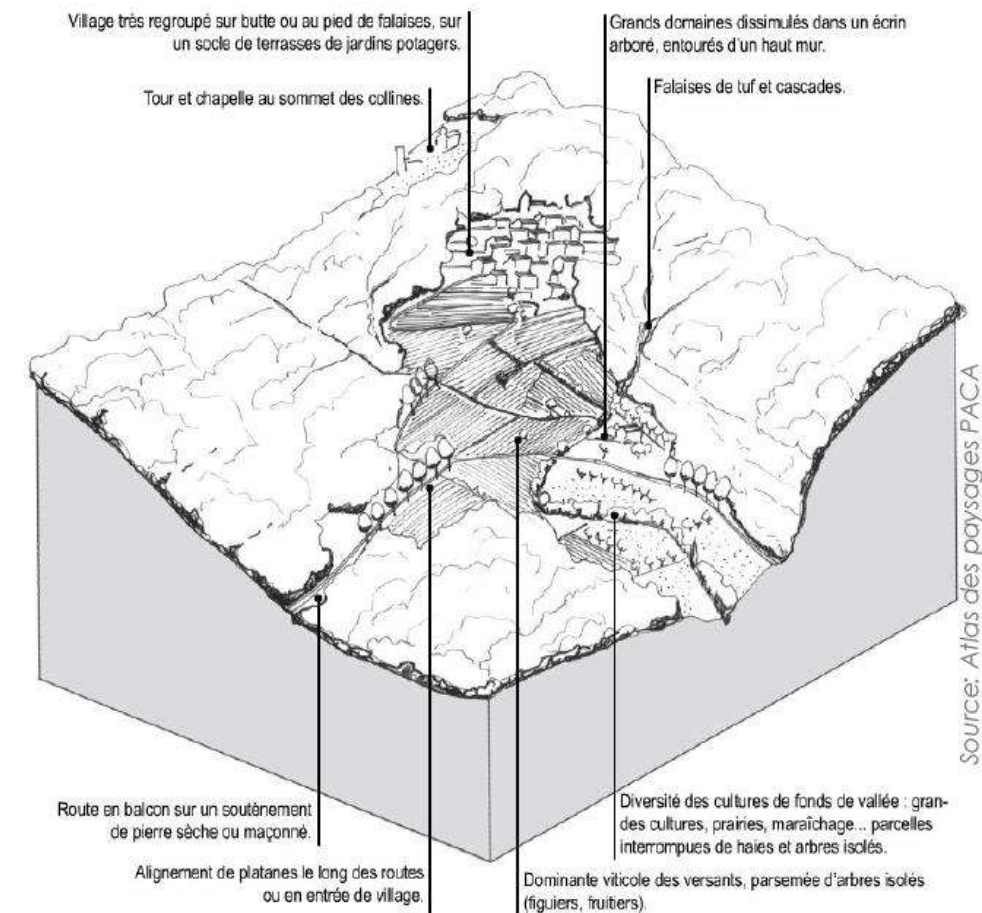 Village très regroupé sur butte ou au pied de falaises, sur
un socle de terrasses de jardins potagers.
Grands domaines dissimulés dans un écrin
arboré, entourés d'un haut mur.
Tour et chapelle au sommet des collines.
Falaises de tuf et cascades.
Source: Atlas des paysages PACA
Route en balcon sur un soutènement
de pierre sèche ou maçonné.
Alignement de platanes le long des routes
ou en entrée de village.
Diversité des cultures de fonds de vallée : gran-
des cultures, prairies, maraîchage... parcelles
interrompues de haies et arbres isolés.
Dominante viticole des versants, parsemée d'arbres isolés
(figuiers, fruitiers).